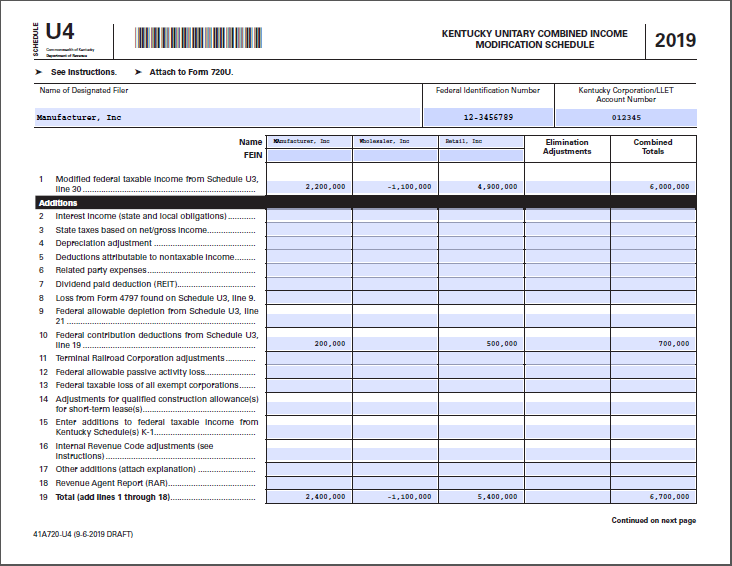 SCHEDULE U4
Commonwealth of Kentucky
Department of Revenue
KENTUCKY UNITARY COMBINED INCOME
MODIFICATION SCHEDULE
2019
➤ See Instructions. ➤ Attach to Form 720U.
Name of Designated Filer
Federal Identification Number
Kentucky Corporation/LLET
Account Number
Manufacturer, Inc
12-3456789
012345
Name Manufacturer, Inc Wholesaler, Inc Retail, Inc Elimination Adjustments Combined Totals
FEIN
1 Modified federal taxable income from Schedule U3,
line 30 2,200,000 -1,100,000 4,900,000 6,000,000
Additions
2 Interest income (state and local obligations)
3 State taxes based on net/gross income
4 Depreciation adjustment
5 Deductions attributable to nontaxable income
6 Related party expenses
7 Dividend paid deduction (REIT)
8 Loss from Form 4797 found on Schedule U3, line 9.
9 Federal allowable depletion from Schedule U3, line
21
10 Federal contribution deductions from Schedule U3,
line 19 200,000 500,000 700,000
11 Terminal Railroad Corporation adjustments
12 Federal allowable passive activity loss
13 Federal taxable loss of all exempt corporations
14 Adjustments for qualified construction allowance(s)
for short-term lease(s)
15 Enter additions to federal taxable income from
Kentucky Schedule(s) K-1
16 Internal Revenue Code adjustments (see
instructions)
17 Other additions (attach explanation)
18 Revenue Agent Report (RAR)
19 Total (add lines 1 through 18) 2,400,000 -1,100,000 5,400,000 6,700,000
Continued on next page
41A720-U4 (9-6-2019 DRAFT)